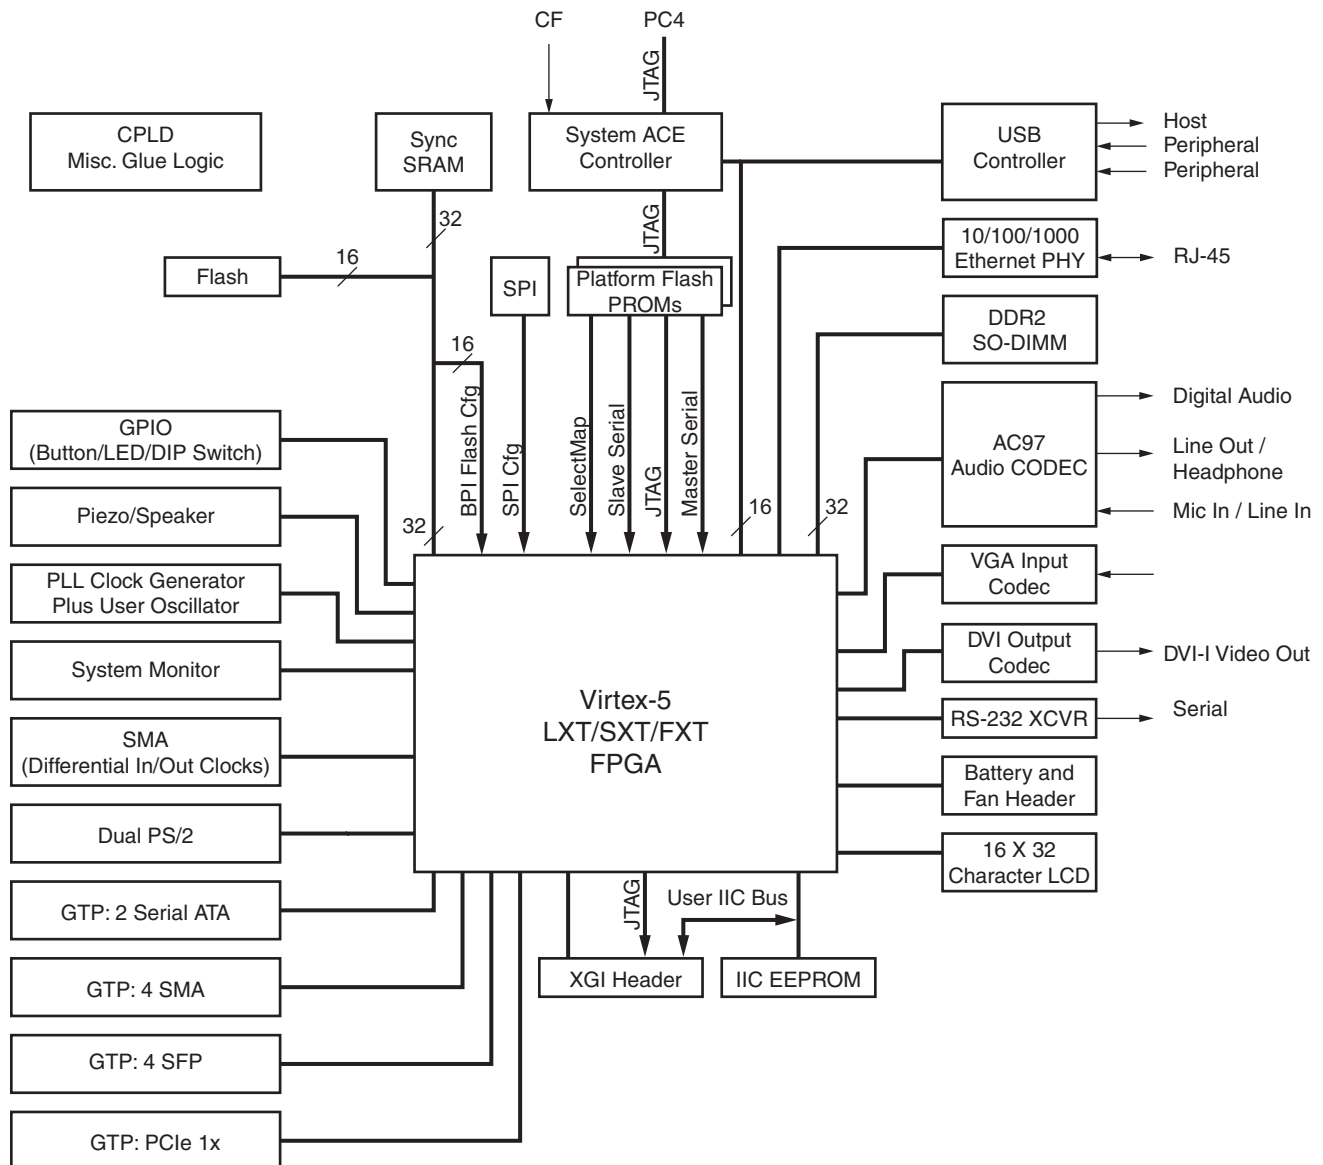 CF
PC4
JTAG
CPLD
Misc. Glue Logic
Sync
SRAM
System ACE
Controller
USB
Controller
Host
Peripheral
Peripheral
32
JTAG
10/100/1000
Ethernet PHY
RJ-45
16
Flash
SPI
Platform Flash
PROMs
DDR2
SO-DIMM
16
BPI Flash Cfg
SPI Cfg
SelectMap
Slave Serial
JTAG
Master Serial
AC97
Audio CODEC
Digital Audio
Line Out /
Headphone
Mic In / Line In
GPIO
(Button/LED/DIP Switch)
Piezo/Speaker
32
16
32
PLL Clock Generator
Plus User Oscillator
VGA Input
Codec
System Monitor
DVI Output
Codec
DVI-I Video Out
Virtex-5
LXT/SXT/FXT
FPGA
RS-232 XCVR
Serial
SMA
(Differential In/Out Clocks)
Battery and
Fan Header
Dual PS/2
16 X 32
Character LCD
GTP: 2 Serial ATA
JTAG
User IIC Bus
GTP: 4 SMA
XGI Header
IIC EEPROM
GTP: 4 SFP
GTP: PCIe 1x